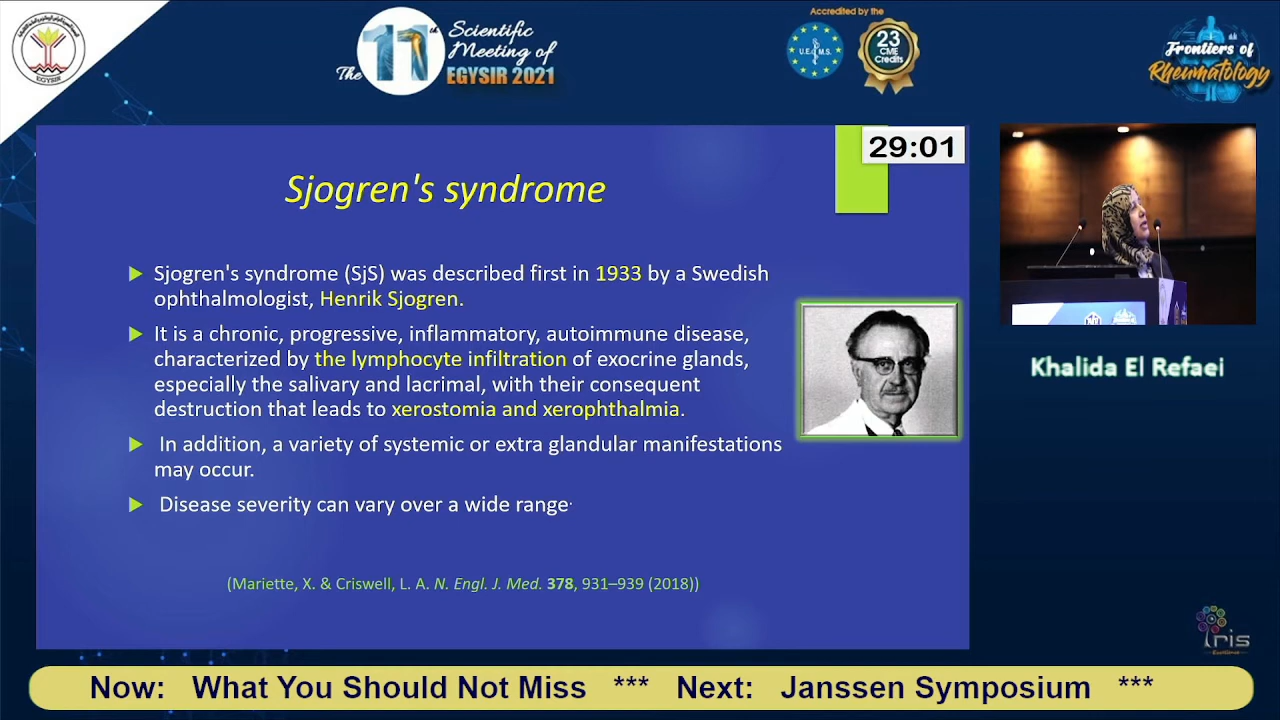 EGYSIR
The 11th
Scientific
Meeting of
EGYSIR 2021
Accredited by the
U.E.M.S.
23
CME
Credits
Frontiers of
Rheumatology
29:01
Sjogren's syndrome
Sjogren's syndrome (SjS) was described first in 1933 by a Swedish
ophthalmologist, Henrik Sjogren.
It is a chronic, progressive, inflammatory, autoimmune disease,
characterized by the lymphocyte infiltration of exocrine glands,
especially the salivary and lacrimal, with their consequent
destruction that leads to xerostomia and xerophthalmia.
In addition, a variety of systemic or extra glandular manifestations
may occur.
Disease severity can vary over a wide range.
(Mariette, X. & Criswell, L. A. N. Engl. J. Med. 378, 931–939 (2018))
Khalida El Refaei
Iris
Now: What You Should Not Miss *** Next: Janssen Symposium ***